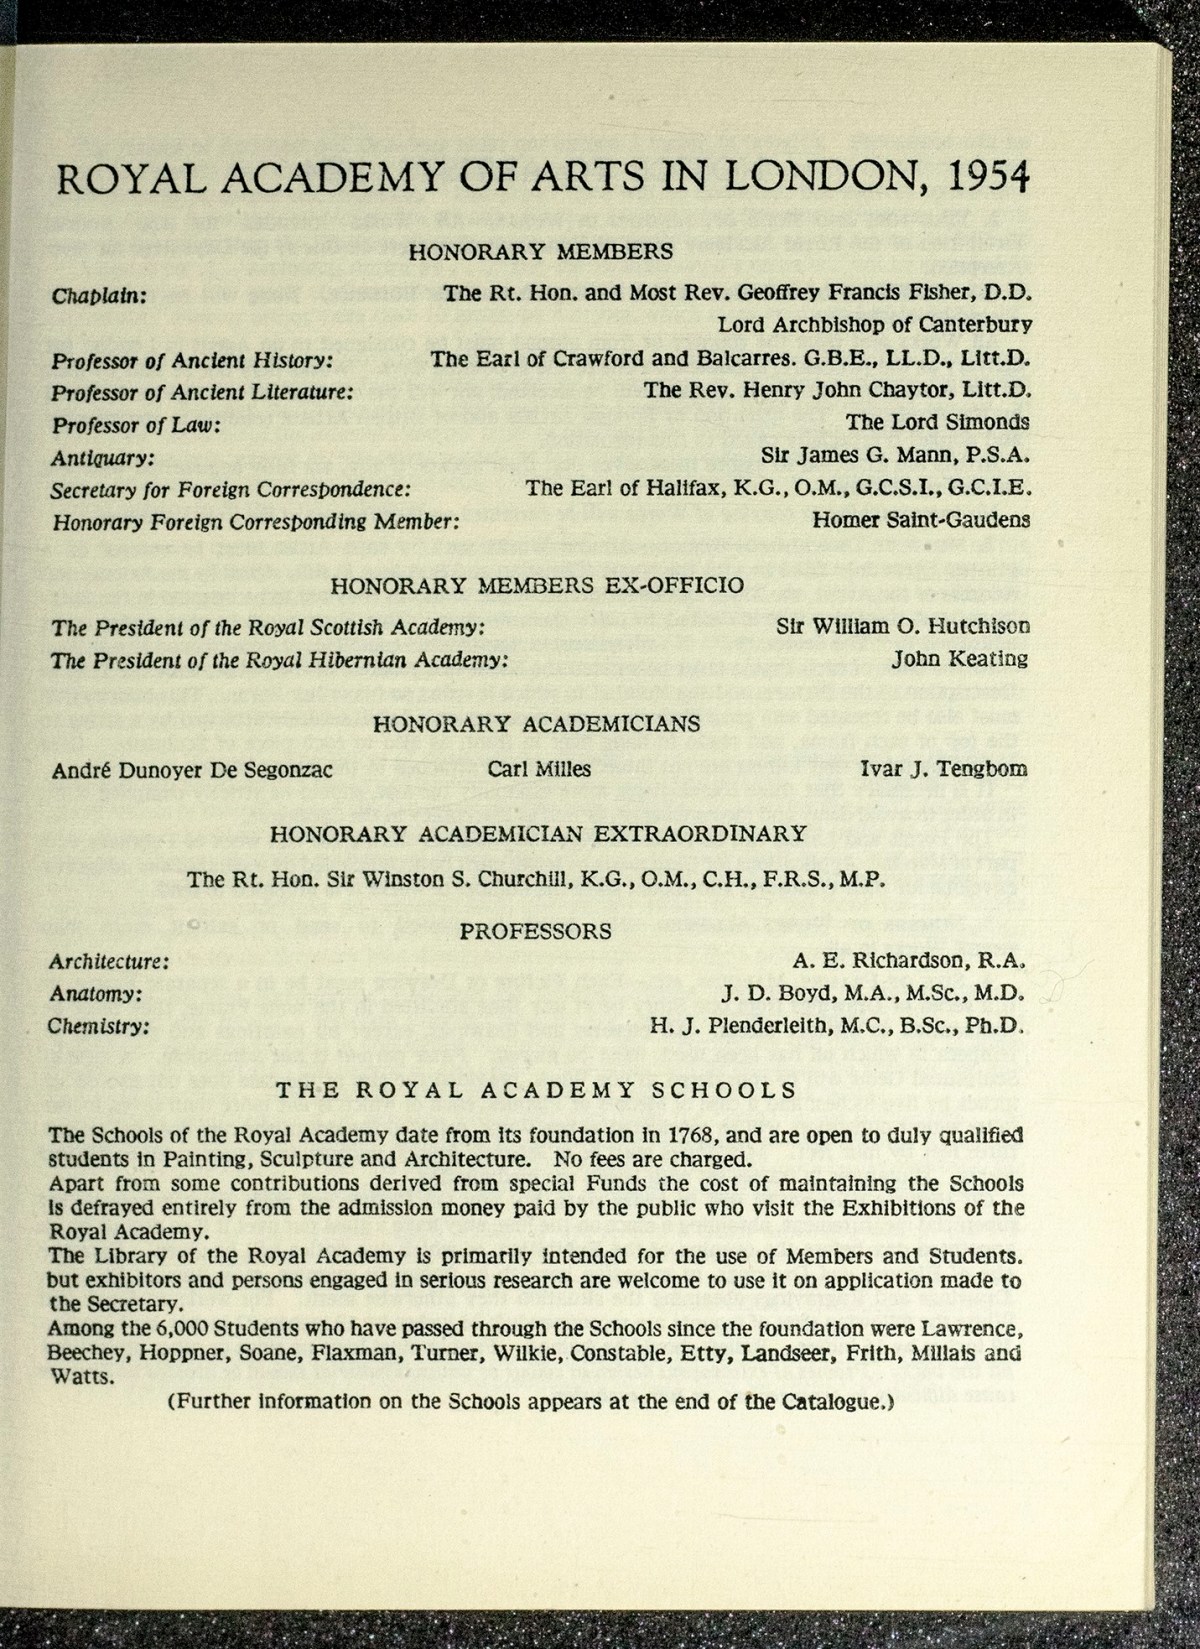 ROYAL ACADEMY OF ARTS IN LONDON, 1954
HONORARY MEMBERS
Chaplain: The Rt. Hon. and Most Rev. Geoffrey Francis Fisher, D.D.
Lord Archbishop of Canterbury
Professor of Ancient History: The Earl of Crawford and Balcarres. G.B.E., LL.D., Litt.D.
Professor of Ancient Literature: The Rev. Henry John Chaytor, Litt.D.
Professor of Law: The Lord Simonds
Antiquary: Sir James G. Mann, P.S.A.
Secretary for Foreign Correspondence: The Earl of Halifax, K.G., O.M., G.C.S.I., G.C.I.E.
Honorary Foreign Corresponding Member: Homer Saint-Gaudens
HONORARY MEMBERS EX-OFFICIO
The President of the Royal Scottish Academy: Sir William O. Hutchison
The President of the Royal Hibernian Academy: John Keating
HONORARY ACADEMICIANS
André Dunoyer De Segonzac Carl Milles Ivar J. Tengbom
HONORARY ACADEMICIAN EXTRAORDINARY
The Rt. Hon. Sir Winston S. Churchill, K.G., O.M., C.H., F.R.S., M.P.
PROFESSORS
Architecture: A. E. Richardson, R.A.
Anatomy: J. D. Boyd, M.A., M.Sc., M.D.
Chemistry: H. J. Plenderleith, M.C., B.Sc., Ph.D.
THE ROYAL ACADEMY SCHOOLS
The Schools of the Royal Academy date from its foundation in 1768, and are open to duly qualified
students in Painting, Sculpture and Architecture. No fees are charged.
Apart from some contributions derived from special Funds the cost of maintaining the Schools
is defrayed entirely from the admission money paid by the public who visit the Exhibitions of the
Royal Academy.
The Library of the Royal Academy is primarily intended for the use of Members and Students.
but exhibitors and persons engaged in serious research are welcome to use it on application made to
the Secretary.
Among the 6,000 Students who have passed through the Schools since the foundation were Lawrence,
Beechey, Hoppner, Soane, Flaxman, Turner, Wilkie, Constable, Etty, Landseer, Frith, Millais and
Watts.
(Further information on the Schools appears at the end of the Catalogue.)